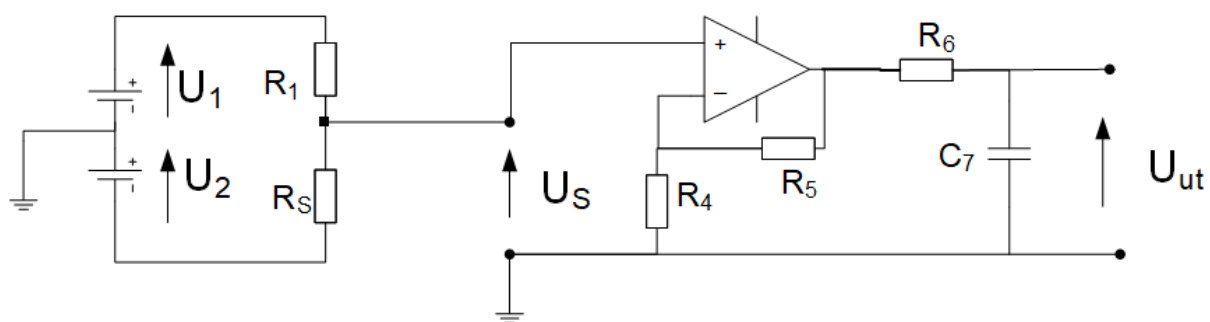 U1
R1
U2
RS
US
+
−
R4
R5
R6
C7
Uut
+
-
+
-